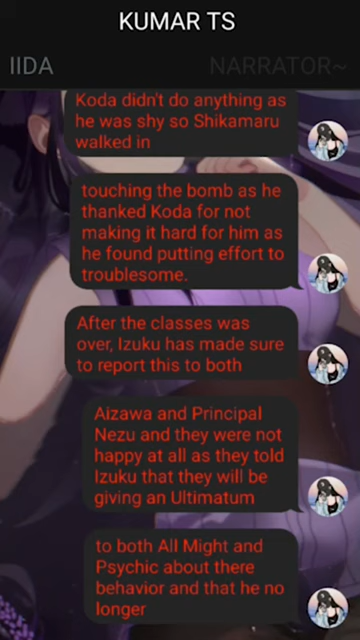 KUMAR TS
IIDA
NARRATOR~
Koda didn't do anything as
he was shy so Shikamaru
walked in
touching the bomb as he
thanked Koda for not
making it hard for him as
he found putting effort to
troublesome.
After the classes was
over, Izuku has made sure
to report this to both
Aizawa and Principal
Nezu and they were not
happy at all as they told
Izuku that they will be
giving an Ultimatum
to both All Might and
Psychic about there
behavior and that he no
longer